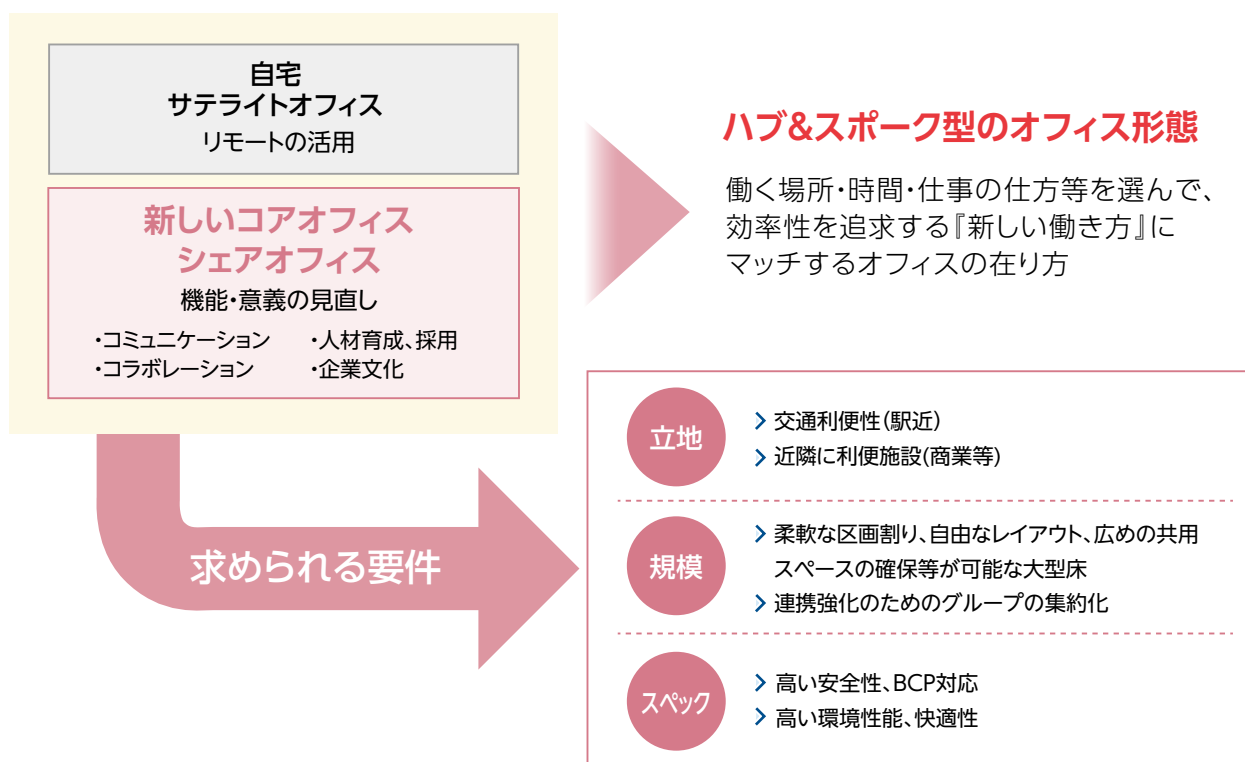 自宅
サテライトオフィス
リモートの活用
新しいコアオフィス
シェアオフィス
機能・意義の見直し
・コミュニケーション ・人材育成、採用
・コラボレーション ・企業文化
ハブ&スポーク型のオフィス形態
働く場所・時間・仕事の仕方等を選んで、
効率性を追求する『新しい働き方』に
マッチするオフィスの在り方
求められる要件
立地
交通利便性(駅近)
近隣に利便施設(商業等)
規模
柔軟な区画割り、自由なレイアウト、広めの共用
スペースの確保等が可能な大型床
連携強化のためのグループの集約化
スペック
高い安全性、BCP対応
高い環境性能、快適性